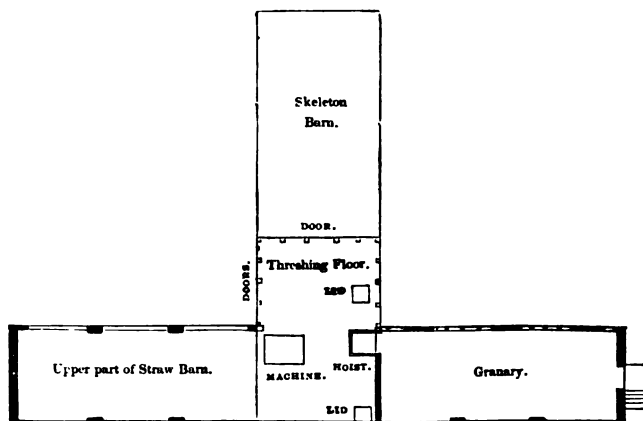 Skeleton
Barn.
DOOR.
Threshing Floor.
DOORS.
LID
Upper part of Straw Barn.
MACHINE.
HOIST.
Granary.
LID